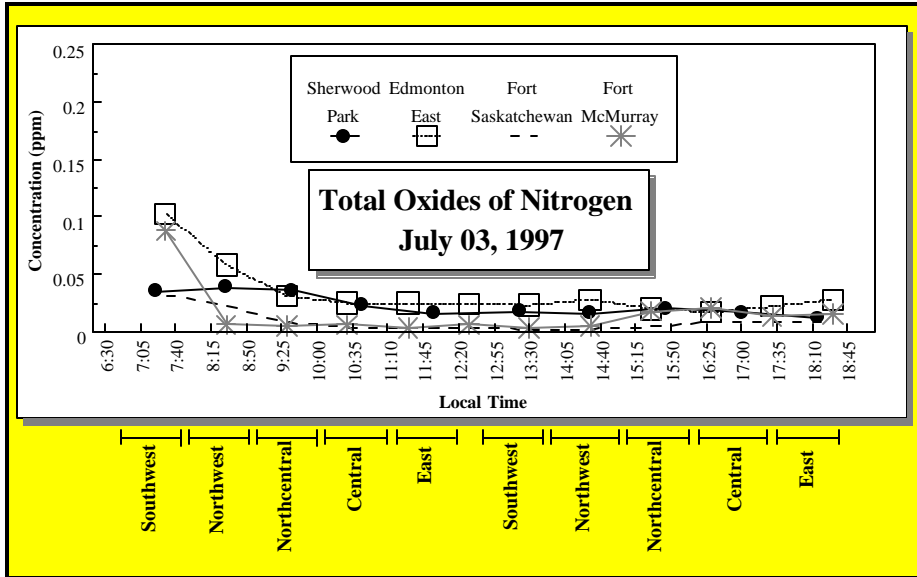 0.25
0.2
0.15
0.1
0.05
0
Concentration (ppm)
Sherwood Edmonton Fort Fort
Park East Saskatchewan McMurray
Total Oxides of Nitrogen
July 03, 1997
6:30 7:05 7:40 8:15 8:50 9:25 10:00 10:35 11:10 11:45 12:20 12:55 13:30 14:05 14:40 15:15 15:50 16:25 17:00 17:35 18:10 18:45
Local Time
Southwest Northwest Northcentral Central East Southwest Northwest Northcentral Central East